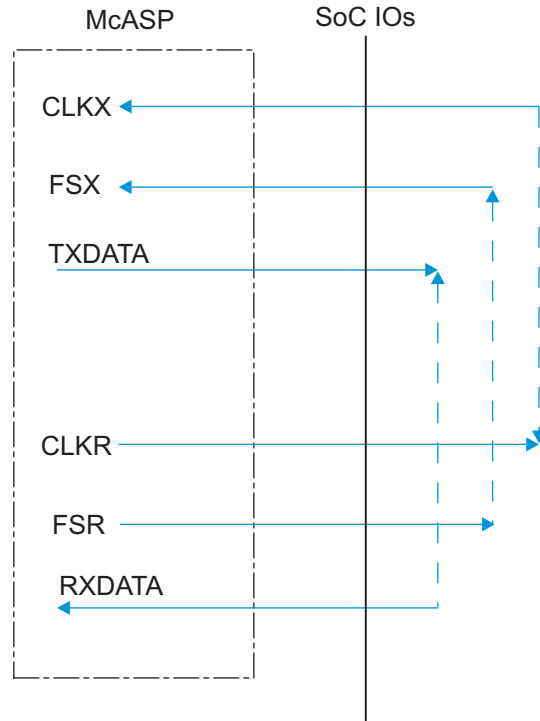 McASP
SoC IOs
CLKX
FSX
TXDATA
CLKR
FSR
RXDATA